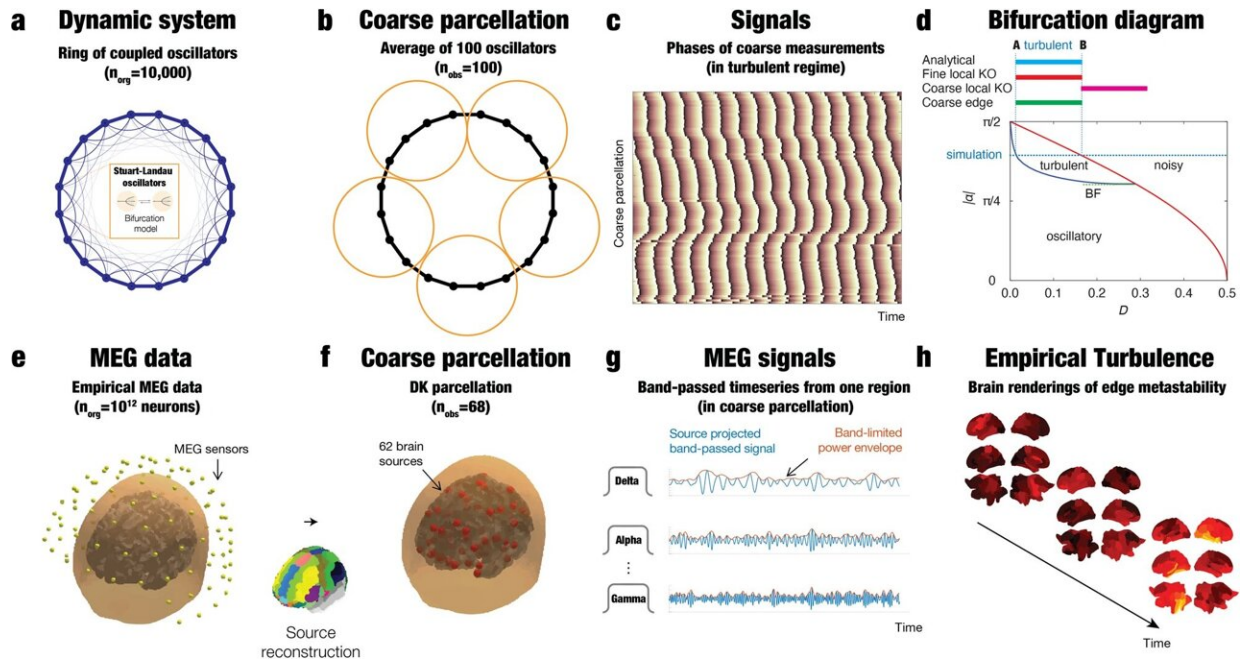 a Dynamic system
Ring of coupled oscillators
(n_org=10,000)
Stuart-Landau
oscillators
Bifurcation
model
b Coarse parcellation
Average of 100 oscillators
(n_obs=100)
c Signals
Phases of coarse measurements
(in turbulent regime)
Coarse parcellation
Time
d Bifurcation diagram
A turbulent B
Analytical
Fine local KO
Coarse local KO
Coarse edge
π/2
simulation
turbulent
noisy
BF
|α|
π/4
oscillatory
0
0.0 0.1 0.2 0.3 0.4 0.5
D
e MEG data
Empirical MEG data
(n_org=10¹² neurons)
MEG sensors
Source
reconstruction
f Coarse parcellation
DK parcellation
(n_obs=68)
62 brain
sources
g MEG signals
Band-passed timeseries from one region
(in coarse parcellation)
Source projected
band-passed signal
Band-limited
power envelope
Delta
Alpha
⋮
Gamma
Time
h Empirical Turbulence
Brain renderings of edge metastability
Time